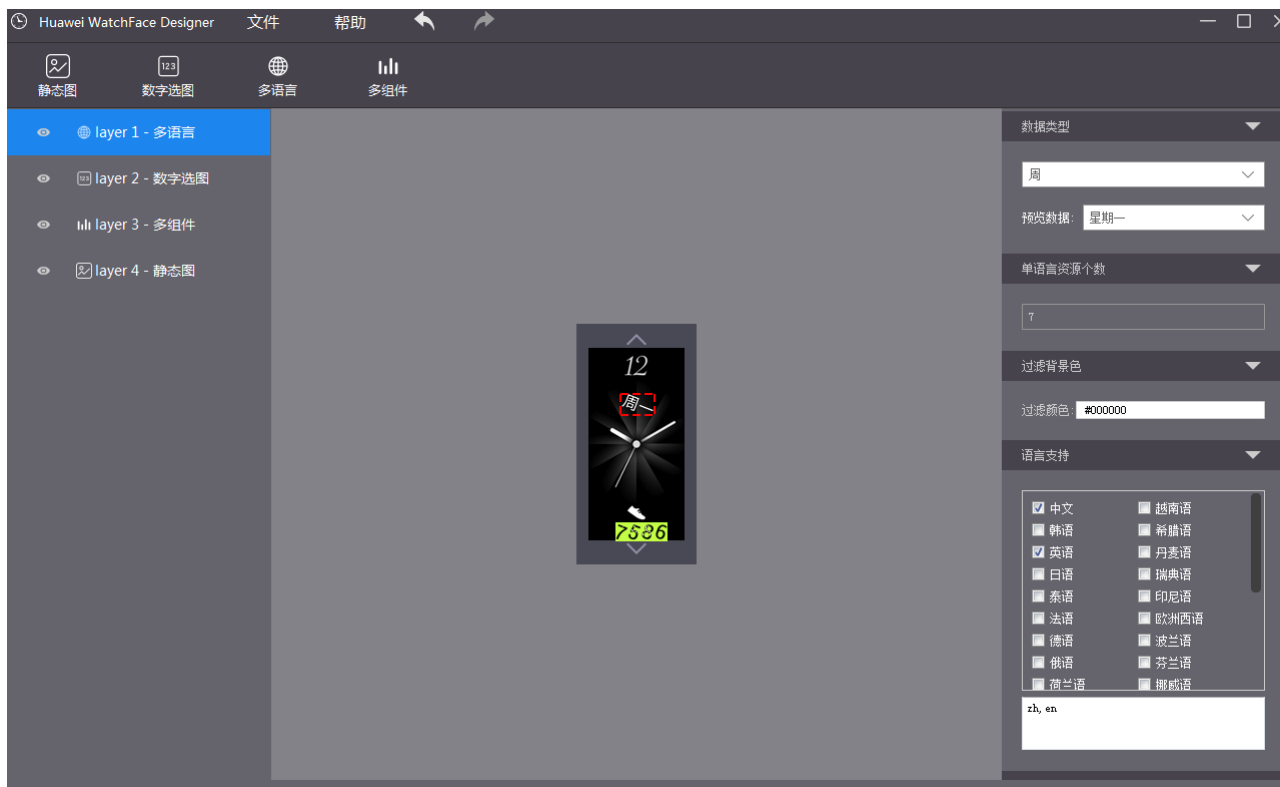 Huawei WatchFace Designer 文件 帮助
静态图 数字选图 多语言 多组件
layer 1 - 多语言
layer 2 - 数字选图
layer 3 - 多组件
layer 4 - 静态图
12
周一
7586
数据类型
周
预览数据: 星期一
单语言资源个数
7
过滤背景色
过滤颜色: #000000
语言支持
中文 越南语
韩语 希腊语
英语 丹麦语
日语 瑞典语
泰语 印尼语
法语 欧洲西语
德语 波兰语
俄语 芬兰语
荷兰语 挪威语
zh, en